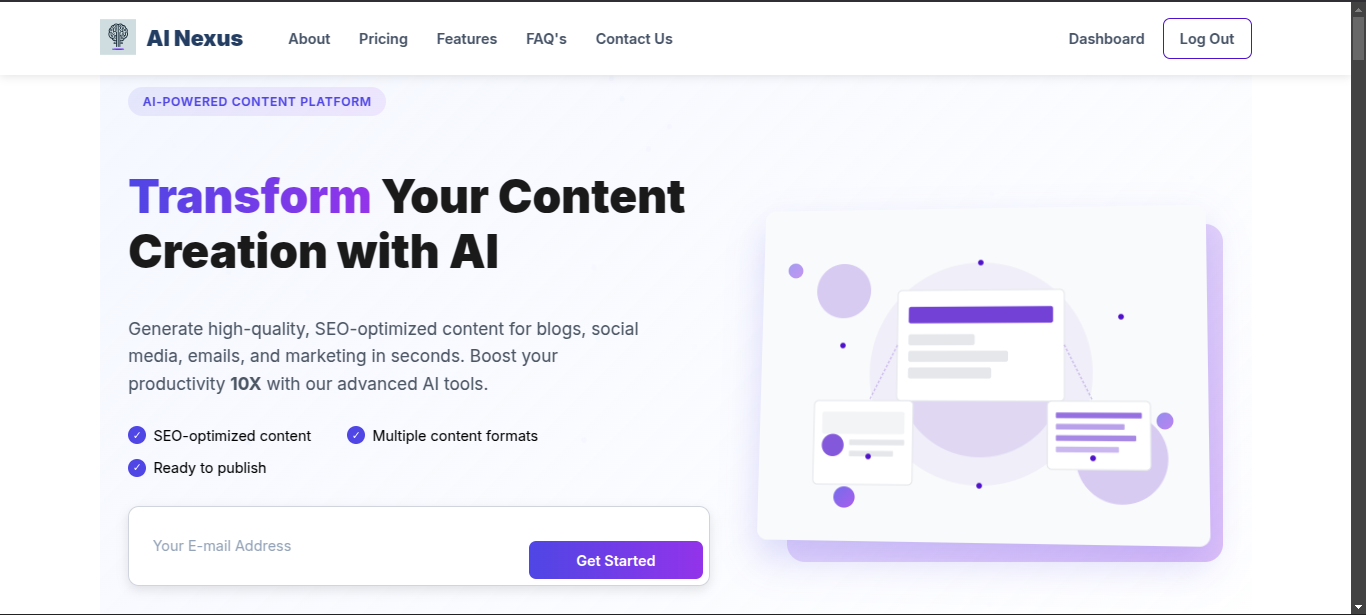 AI Nexus
About
Pricing
Features
FAQ's
Contact Us
Dashboard
Log Out
AI-POWERED CONTENT PLATFORM
Transform Your Content
Creation with AI
Generate high-quality, SEO-optimized content for blogs, social
media, emails, and marketing in seconds. Boost your
productivity 10X with our advanced AI tools.
SEO-optimized content
Multiple content formats
Ready to publish
Your E-mail Address
Get Started